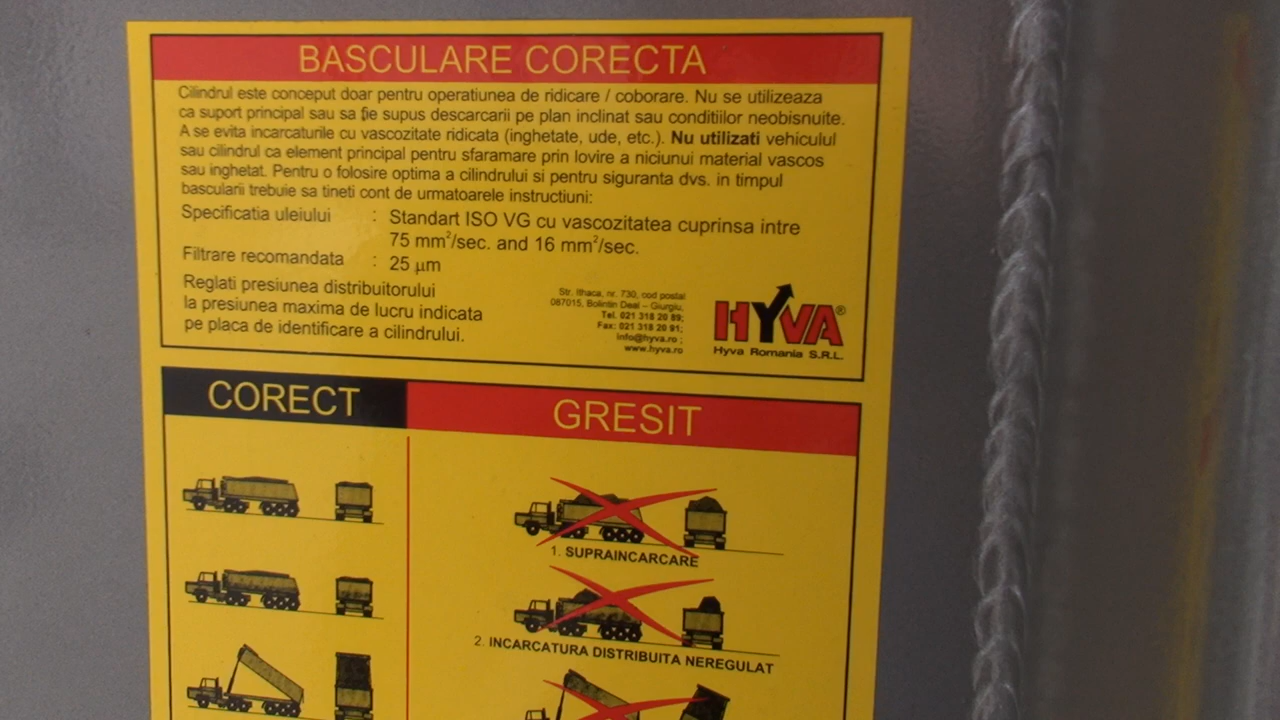 BASCULARE CORECTA
Cilindrul este conceput doar pentru operatiunea de ridicare / coborare. Nu se utilizeaza
ca suport principal sau sa fie supus descarcarii pe plan inclinat sau conditiilor neobisnuite.
A se evita incarcaturile cu vascozitate ridicata (inghetate, ude, etc.). Nu utilizati vehiculul
sau cilindrul ca element principal pentru sfaramare prin lovire a niciunui material vascos
sau inghetat. Pentru o folosire optima a cilindrului si pentru siguranta dvs. in timpul
bascularii trebuie sa tineti cont de urmatoarele instructiuni:
Specificatia uleiului : Standart ISO VG cu vascozitatea cuprinsa intre
75 mm²/sec. and 16 mm²/sec.
Filtrare recomandata : 25 µm
Reglati presiunea distribuitorului
la presiunea maxima de lucru indicata
pe placa de identificare a cilindrului.
Str. Ithaca, nr. 730, cod postal
087015, Bolintin Deal – Giurgiu,
Tel. 021 318 20 89;
Fax: 021 318 20 91;
info@hyva.ro ;
www.hyva.ro
HYVA®
Hyva Romania S.R.L.
CORECT
GRESIT
1. SUPRAINCARCARE
2. INCARCATURA DISTRIBUITA NEREGULAT